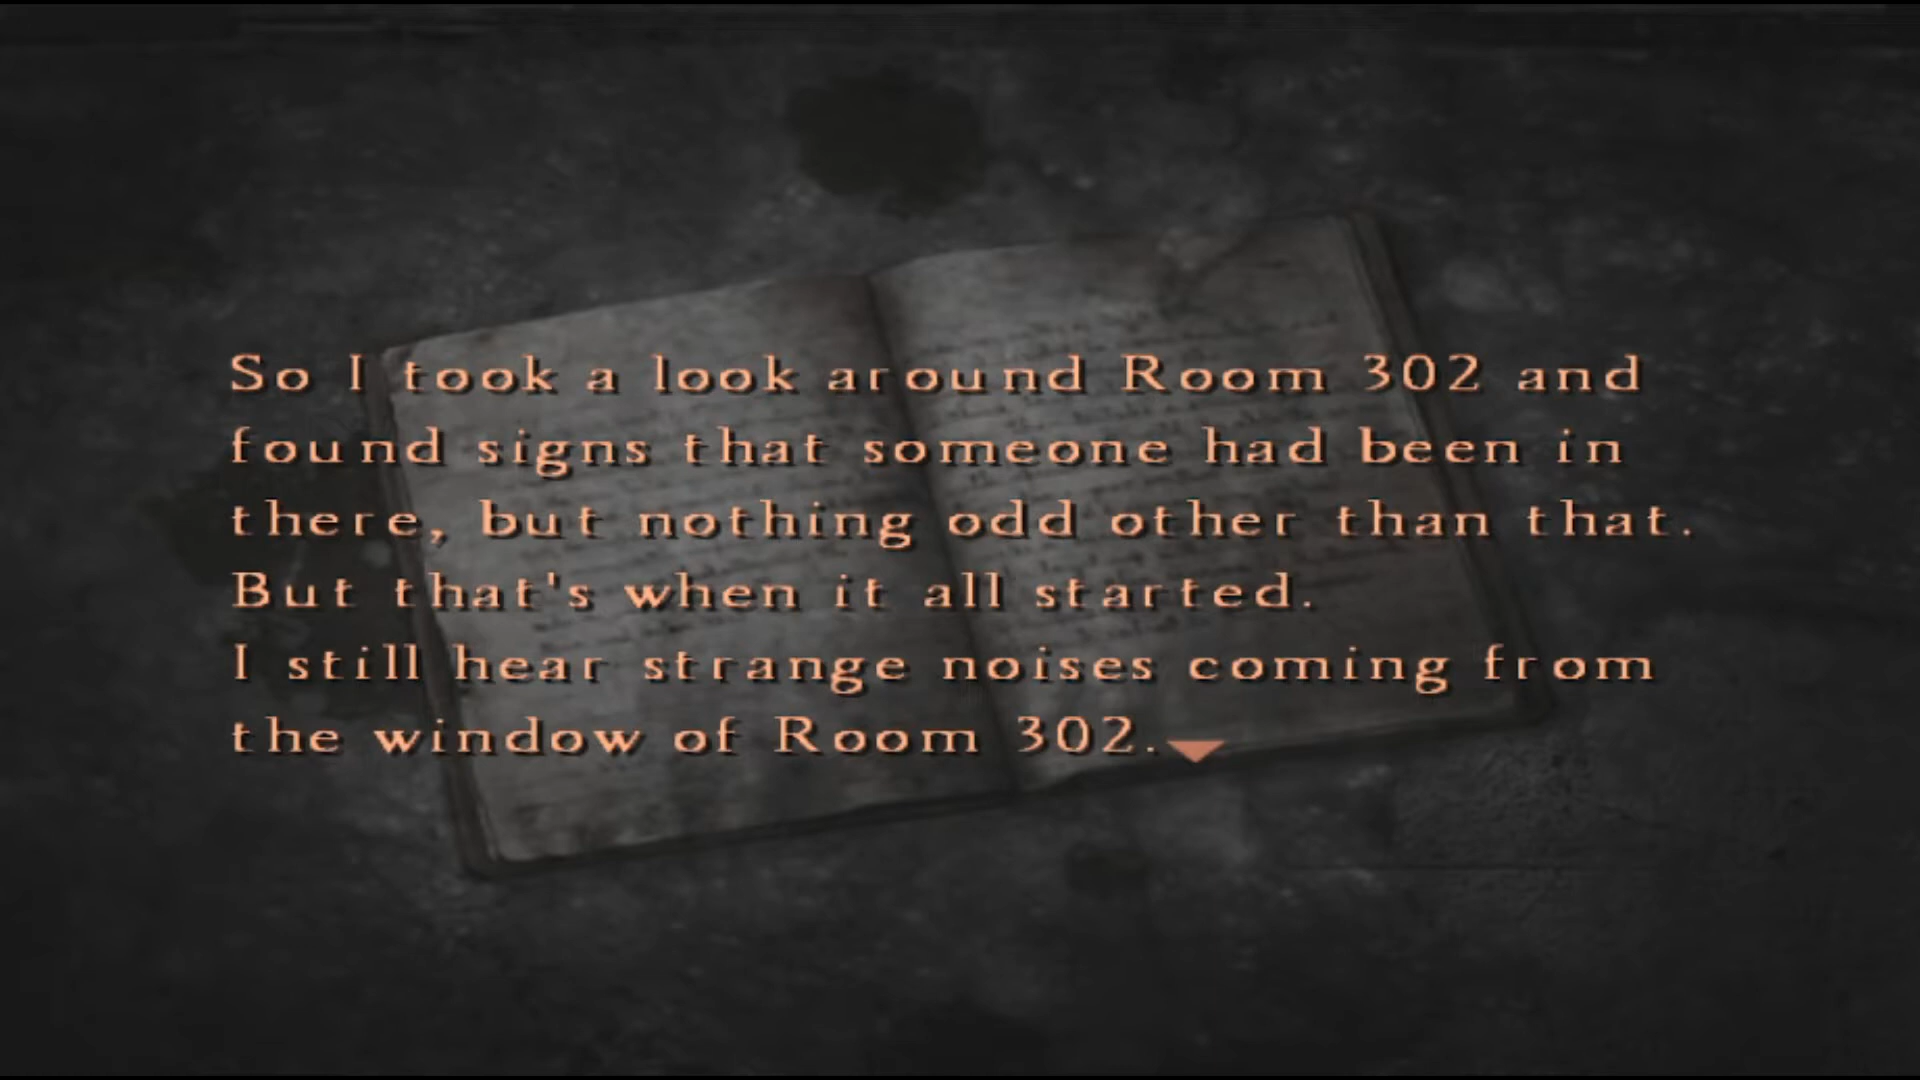 So I took a look around Room 302 and
found signs that someone had been in
there, but nothing odd other than that.
But that's when it all started.
I still hear strange noises coming from
the window of Room 302.